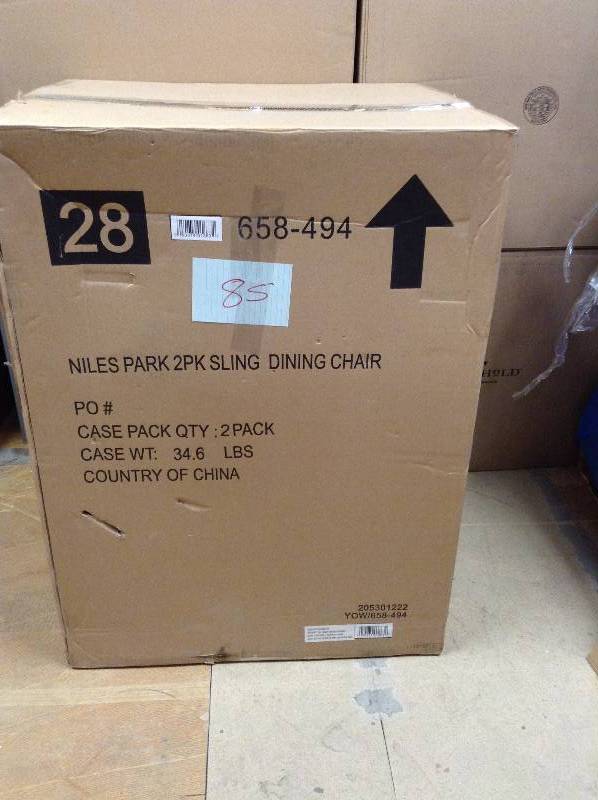 28
658-494
85
NILES PARK 2PK SLING DINING CHAIR
PO #
CASE PACK QTY : 2 PACK
CASE WT: 34.6 LBS
COUNTRY OF CHINA
205301222
YOW/658-494